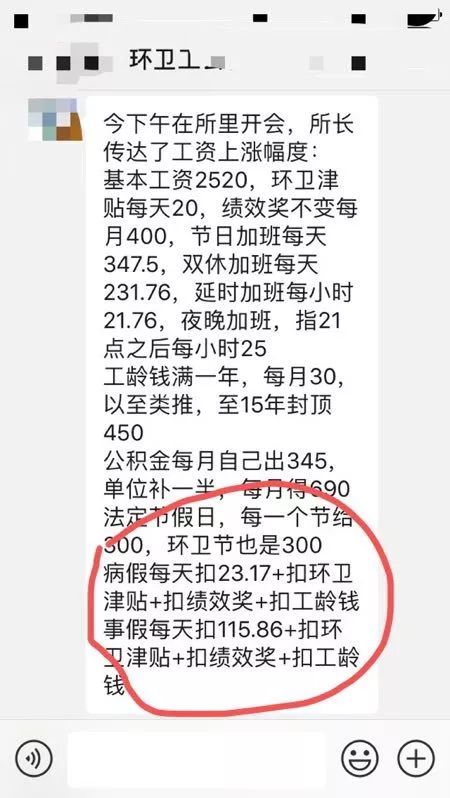 环卫工
今下午在所里开会，所长
传达了工资上涨幅度：
基本工资2520，环卫津
贴每天20，绩效奖不变每
月400，节日加班每天
347.5，双休加班每天
231.76，延时加班每小时
21.76，夜晚加班，指21
点之后每小时25
工龄钱满一年，每月30，
以至类推，至15年封顶
450
公积金每月自己出345，
单位补一半，每月得690
法定节假日，每一个节给
300，环卫节也是300
病假每天扣23.17+扣环卫
津贴+扣绩效奖+扣工龄钱
事假每天扣115.86+扣环
卫津贴+扣绩效奖+扣工龄
钱